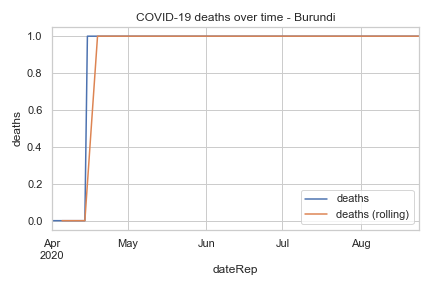 COVID-19 deaths over time - Burundi
deaths
1.0
0.8
0.6
0.4
0.2
0.0
deaths
deaths (rolling)
Apr May Jun Jul Aug
2020
dateRep